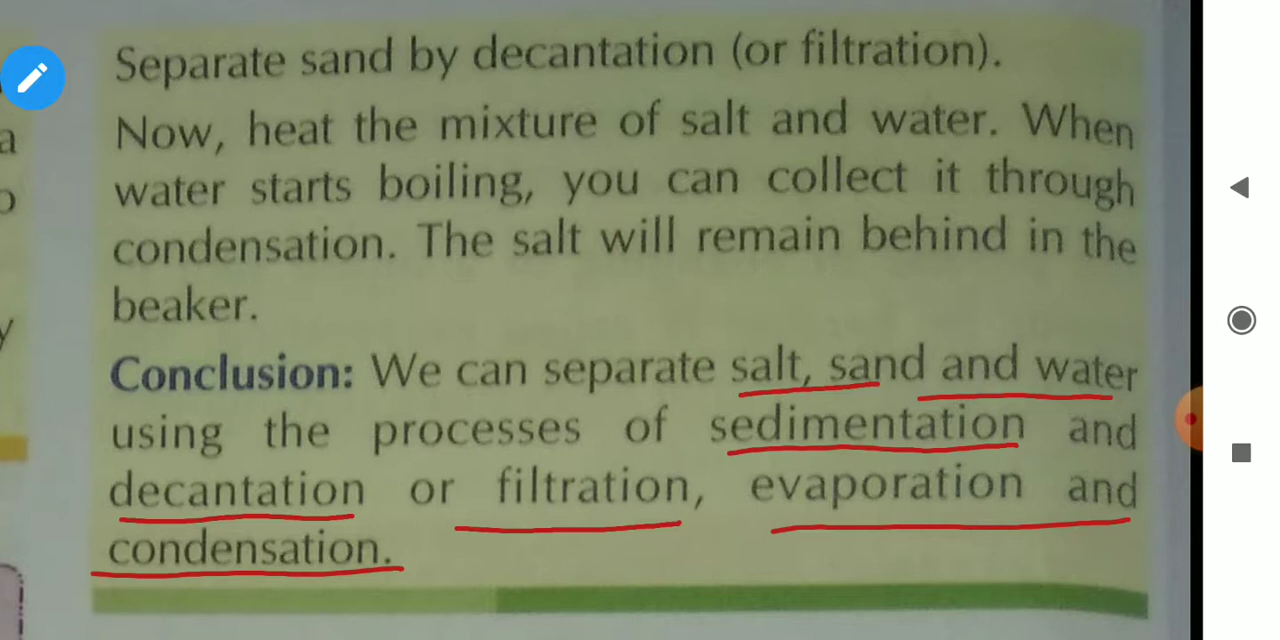 Separate sand by decantation (or filtration).
Now, heat the mixture of salt and water. When
water starts boiling, you can collect it through
condensation. The salt will remain behind in the
beaker.
Conclusion: We can separate salt, sand and water
using the processes of sedimentation and
decantation or filtration, evaporation and
condensation.